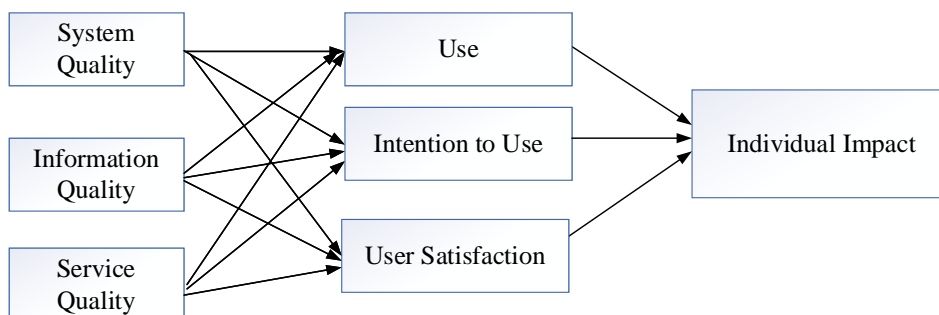 System
Quality
Use
Intention to Use
Individual Impact
Information
Quality
User Satisfaction
Service
Quality